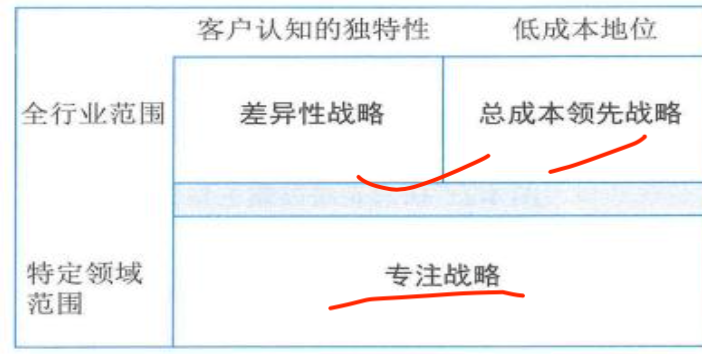 客户认知的独特性 低成本地位
全行业范围 差异性战略 总成本领先战略
特定领域
范围
专注战略